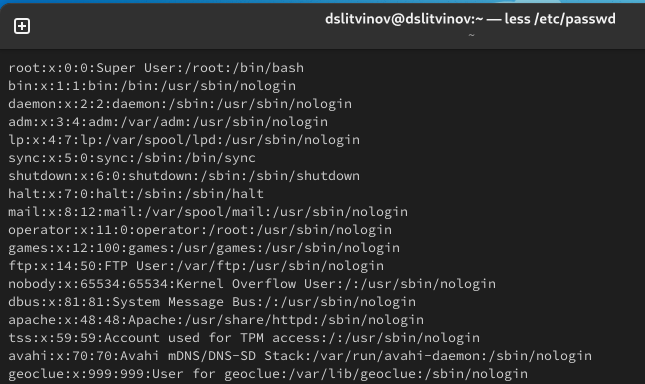 dslitvinov@dslitvinov:~ — less /etc/passwd
~
root:x:0:0:Super User:/root:/bin/bash
bin:x:1:1:bin:/bin:/usr/sbin/nologin
daemon:x:2:2:daemon:/sbin:/usr/sbin/nologin
adm:x:3:4:adm:/var/adm:/usr/sbin/nologin
lp:x:4:7:lp:/var/spool/lpd:/usr/sbin/nologin
sync:x:5:0:sync:/sbin:/bin/sync
shutdown:x:6:0:shutdown:/sbin:/sbin/shutdown
halt:x:7:0:halt:/sbin:/sbin/halt
mail:x:8:12:mail:/var/spool/mail:/usr/sbin/nologin
operator:x:11:0:operator:/root:/usr/sbin/nologin
games:x:12:100:games:/usr/games:/usr/sbin/nologin
ftp:x:14:50:FTP User:/var/ftp:/usr/sbin/nologin
nobody:x:65534:65534:Kernel Overflow User:/:/usr/sbin/nologin
dbus:x:81:81:System Message Bus:/:/usr/sbin/nologin
apache:x:48:48:Apache:/usr/share/httpd:/sbin/nologin
tss:x:59:59:Account used for TPM access:/:/usr/sbin/nologin
avahi:x:70:70:Avahi mDNS/DNS-SD Stack:/var/run/avahi-daemon:/sbin/nologin
geoclue:x:999:999:User for geoclue:/var/lib/geoclue:/sbin/nologin